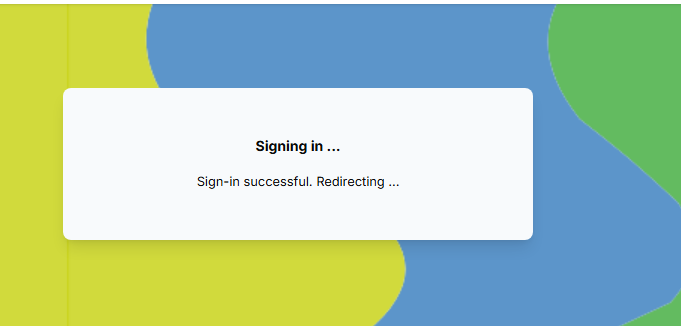 Signing in ...
Sign-in successful. Redirecting ...